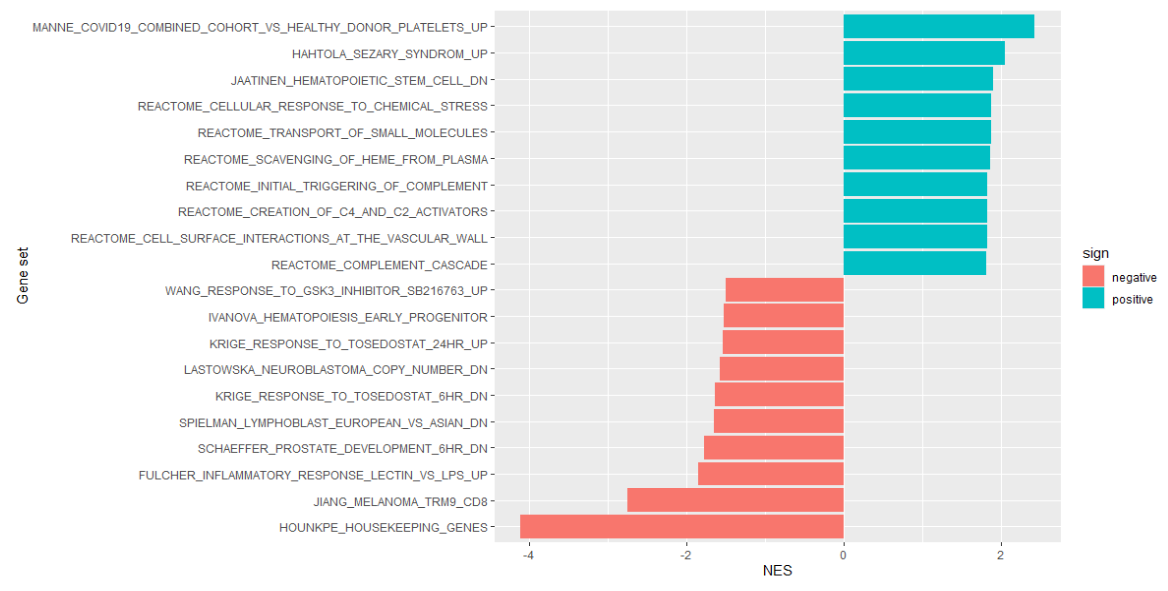 MANNE_COVID19_COMBINED_COHORT_VS_HEALTHY_DONOR_PLATELETS_UP
HAHTOLA_SEZARY_SYNDROM_UP
JAATINEN_HEMATOPOIETIC_STEM_CELL_DN
REACTOME_CELLULAR_RESPONSE_TO_CHEMICAL_STRESS
REACTOME_TRANSPORT_OF_SMALL_MOLECULES
REACTOME_SCAVENGING_OF_HEME_FROM_PLASMA
REACTOME_INITIAL_TRIGGERING_OF_COMPLEMENT
REACTOME_CREATION_OF_C4_AND_C2_ACTIVATORS
REACTOME_CELL_SURFACE_INTERACTIONS_AT_THE_VASCULAR_WALL
REACTOME_COMPLEMENT_CASCADE
WANG_RESPONSE_TO_GSK3_INHIBITOR_SB216763_UP
IVANOVA_HEMATOPOIESIS_EARLY_PROGENITOR
KRIGE_RESPONSE_TO_TOSEDOSTAT_24HR_UP
LASTOWSKA_NEUROBLASTOMA_COPY_NUMBER_DN
KRIGE_RESPONSE_TO_TOSEDOSTAT_6HR_DN
SPIELMAN_LYMPHOBLAST_EUROPEAN_VS_ASIAN_DN
SCHAEFFER_PROSTATE_DEVELOPMENT_6HR_DN
FULCHER_INFLAMMATORY_RESPONSE_LECTIN_VS_LPS_UP
JIANG_MELANOMA_TRM9_CD8
HOUNKPE_HOUSEKEEPING_GENES
Gene set
-4 -2 0 2
NES
sign
negative
positive